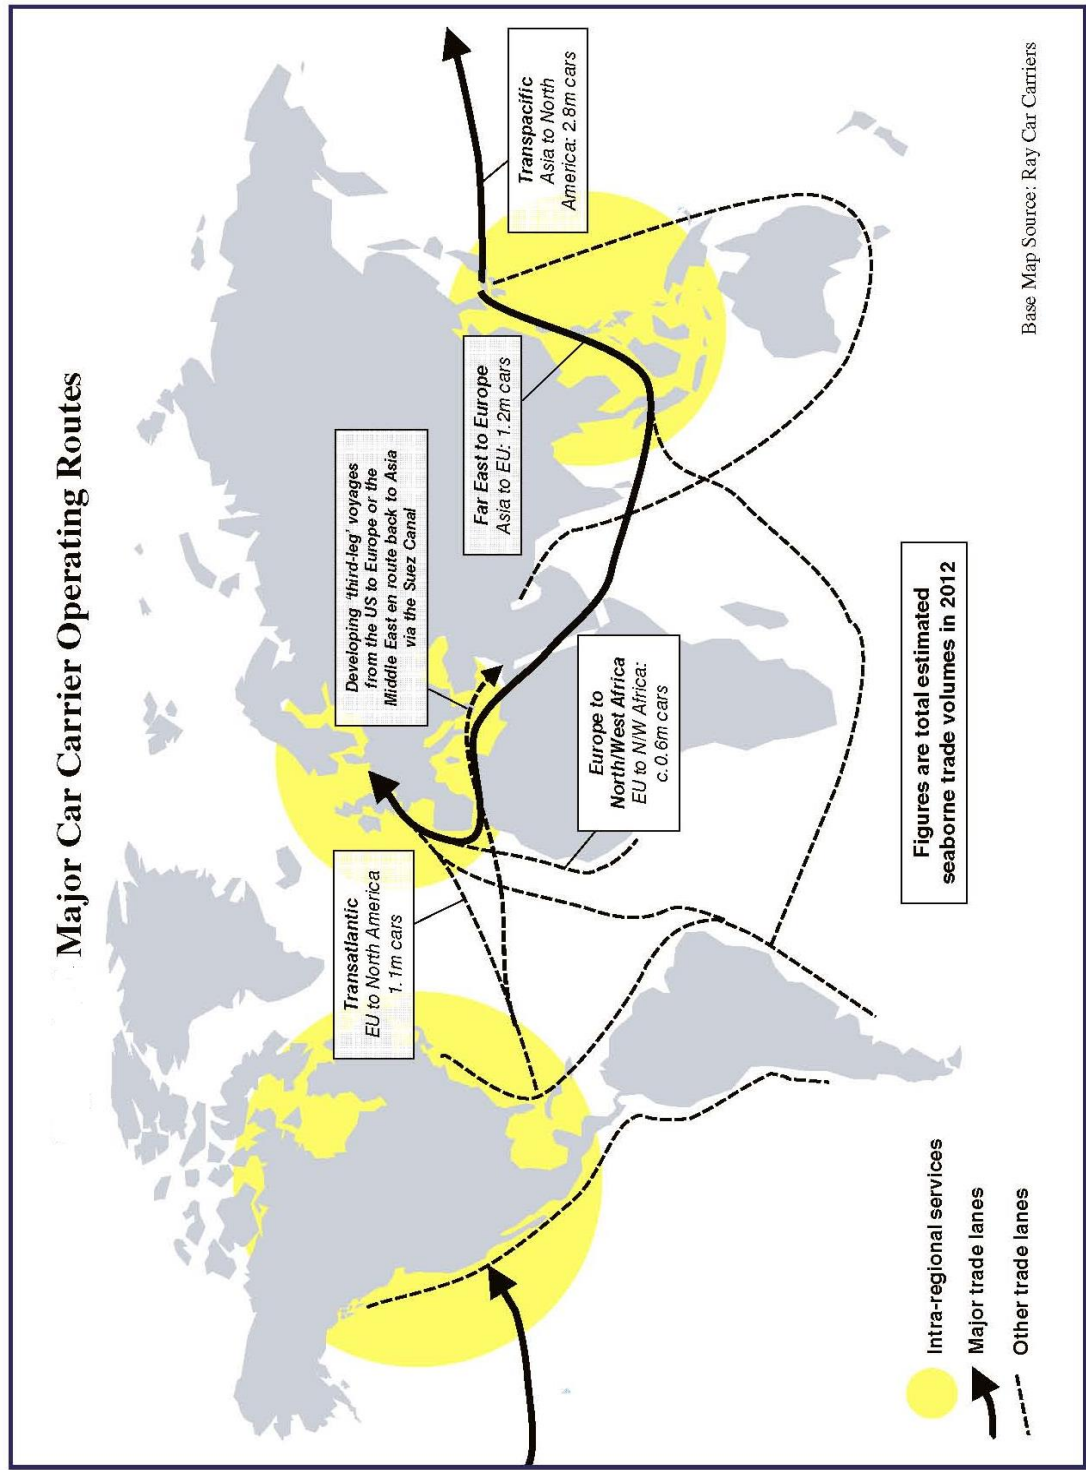 Major Car Carrier Operating Routes
Transatlantic
EU to North America
1.1m cars
Developing 'third-leg' voyages
from the US to Europe or the
Middle East en route back to Asia
via the Suez Canal
Far East to Europe
Asia to EU: 1.2m cars
Transpacific
Asia to North
America: 2.8m cars
Europe to
North/West Africa
EU to N/W Africa:
c.0.6m cars
Figures are total estimated
seaborne trade volumes in 2012
Intra-regional services
Major trade lanes
Other trade lanes
Base Map Source: Ray Car Carriers